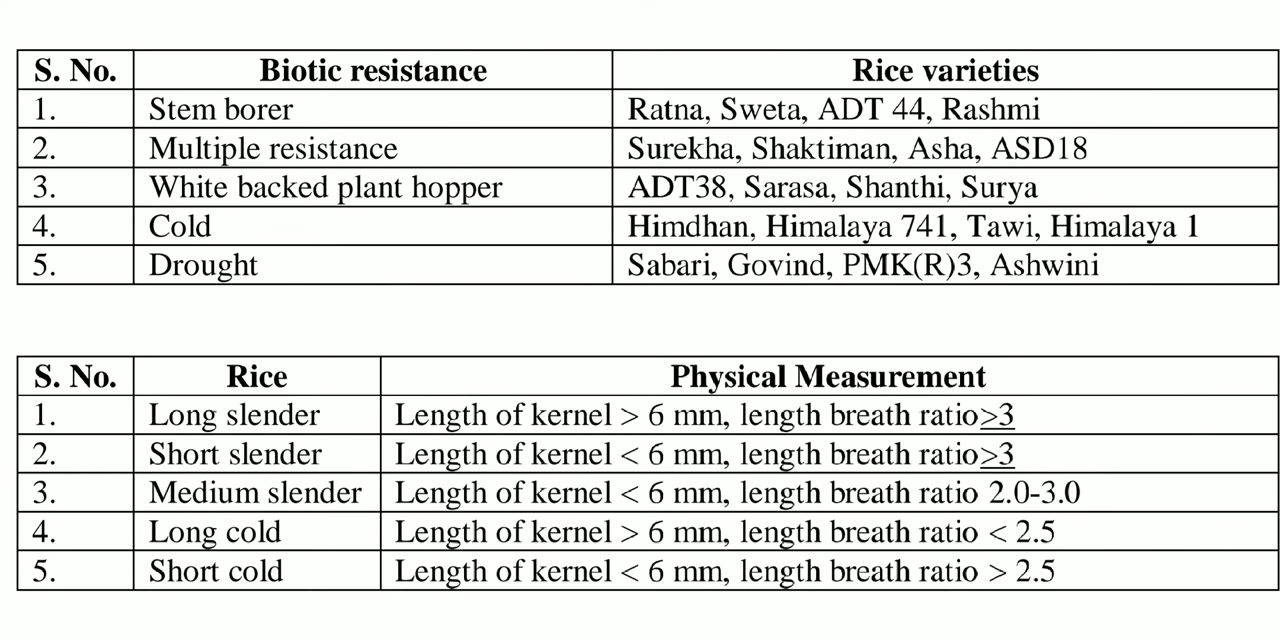 S. No. Biotic resistance Rice varieties
1. Stem borer Ratna, Sweta, ADT 44, Rashmi
2. Multiple resistance Surekha, Shaktiman, Asha, ASD18
3. White backed plant hopper ADT38, Sarasa, Shanthi, Surya
4. Cold Himdhan, Himalaya 741, Tawi, Himalaya 1
5. Drought Sabari, Govind, PMK(R)3, Ashwini
S. No. Rice Physical Measurement
1. Long slender Length of kernel > 6 mm, length breath ratio>3
2. Short slender Length of kernel < 6 mm, length breath ratio>3
3. Medium slender Length of kernel < 6 mm, length breath ratio 2.0-3.0
4. Long cold Length of kernel > 6 mm, length breath ratio < 2.5
5. Short cold Length of kernel < 6 mm, length breath ratio > 2.5